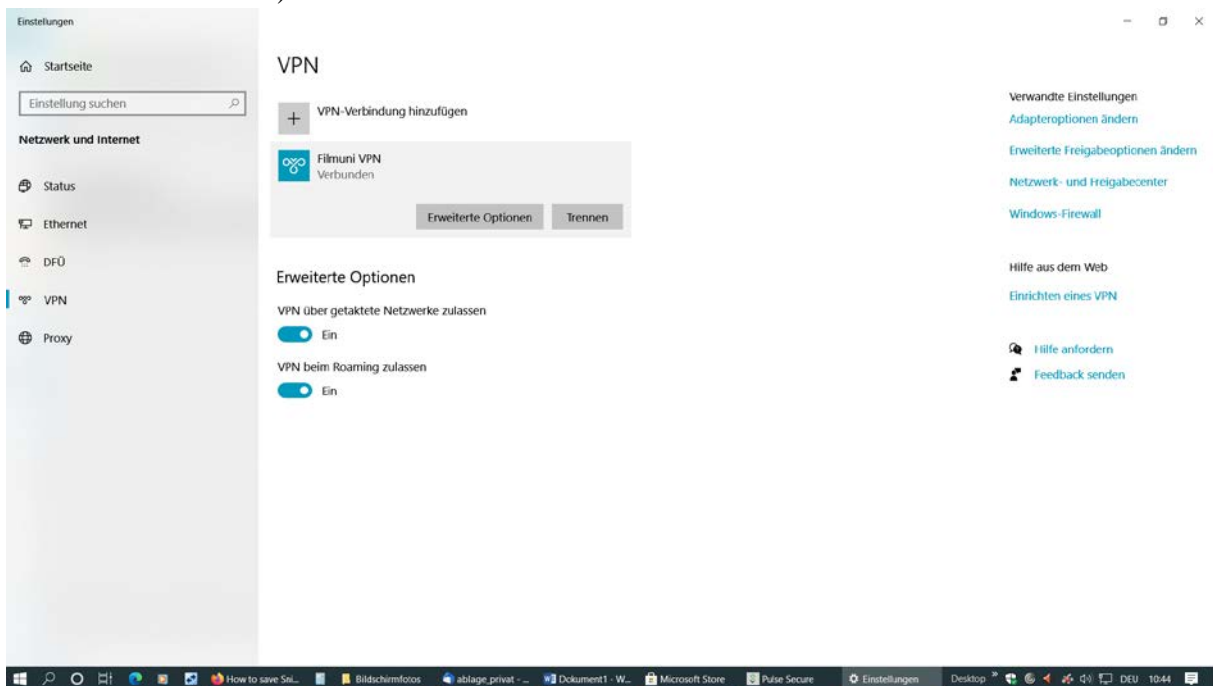 Einstellungen
Startseite
Einstellung suchen
Netzwerk und Internet
Status
Ethernet
DFÜ
VPN
Proxy
VPN
VPN-Verbindung hinzufügen
Filmuni VPN
Verbunden
Erweiterte Optionen Trennen
Erweiterte Optionen
VPN über getaktete Netzwerke zulassen
Ein
VPN beim Roaming zulassen
Ein
Verwandte Einstellungen
Adapteroptionen ändern
Erweiterte Freigabeoptionen ändern
Netzwerk- und Freigabecenter
Windows-Firewall
Hilfe aus dem Web
Einrichten eines VPN
Hilfe anfordern
Feedback senden
How to save Sni... Bildschirmfotos ablage_privat - ... Dokument1 - W... Microsoft Store Pulse Secure Einstellungen Desktop » DEU 10:44